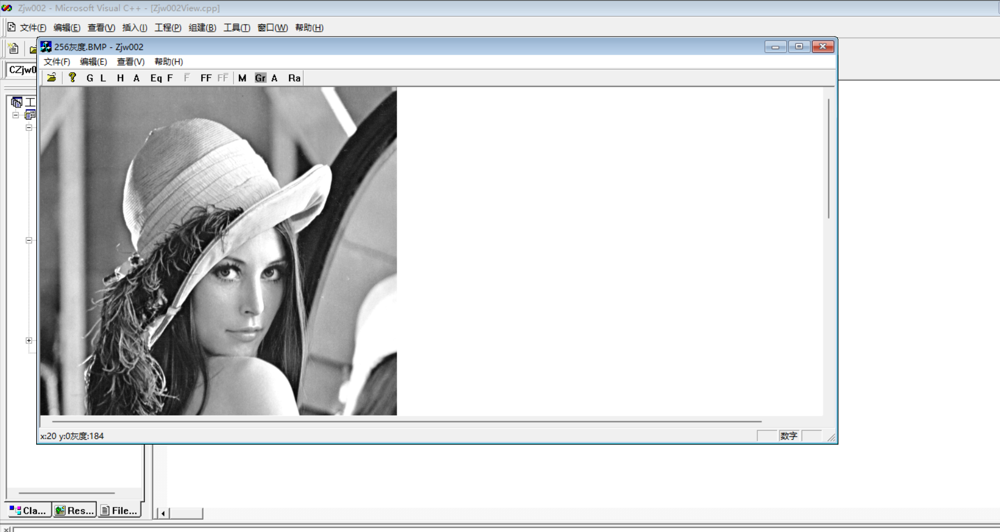 Zjw002 - Microsoft Visual C++ - [Zjw002View.cpp]
文件(F) 编辑(E) 查看(V) 插入(I) 工程(P) 组建(B) 工具(T) 窗口(W) 帮助(H)
256灰度.BMP - Zjw002
文件(F) 编辑(E) 查看(V) 帮助(H)
CZjw0
G L H A Eq F F FF FF M Gr A Ra
工
x:20 y:0灰度:184
数字
Cla... Res... File...